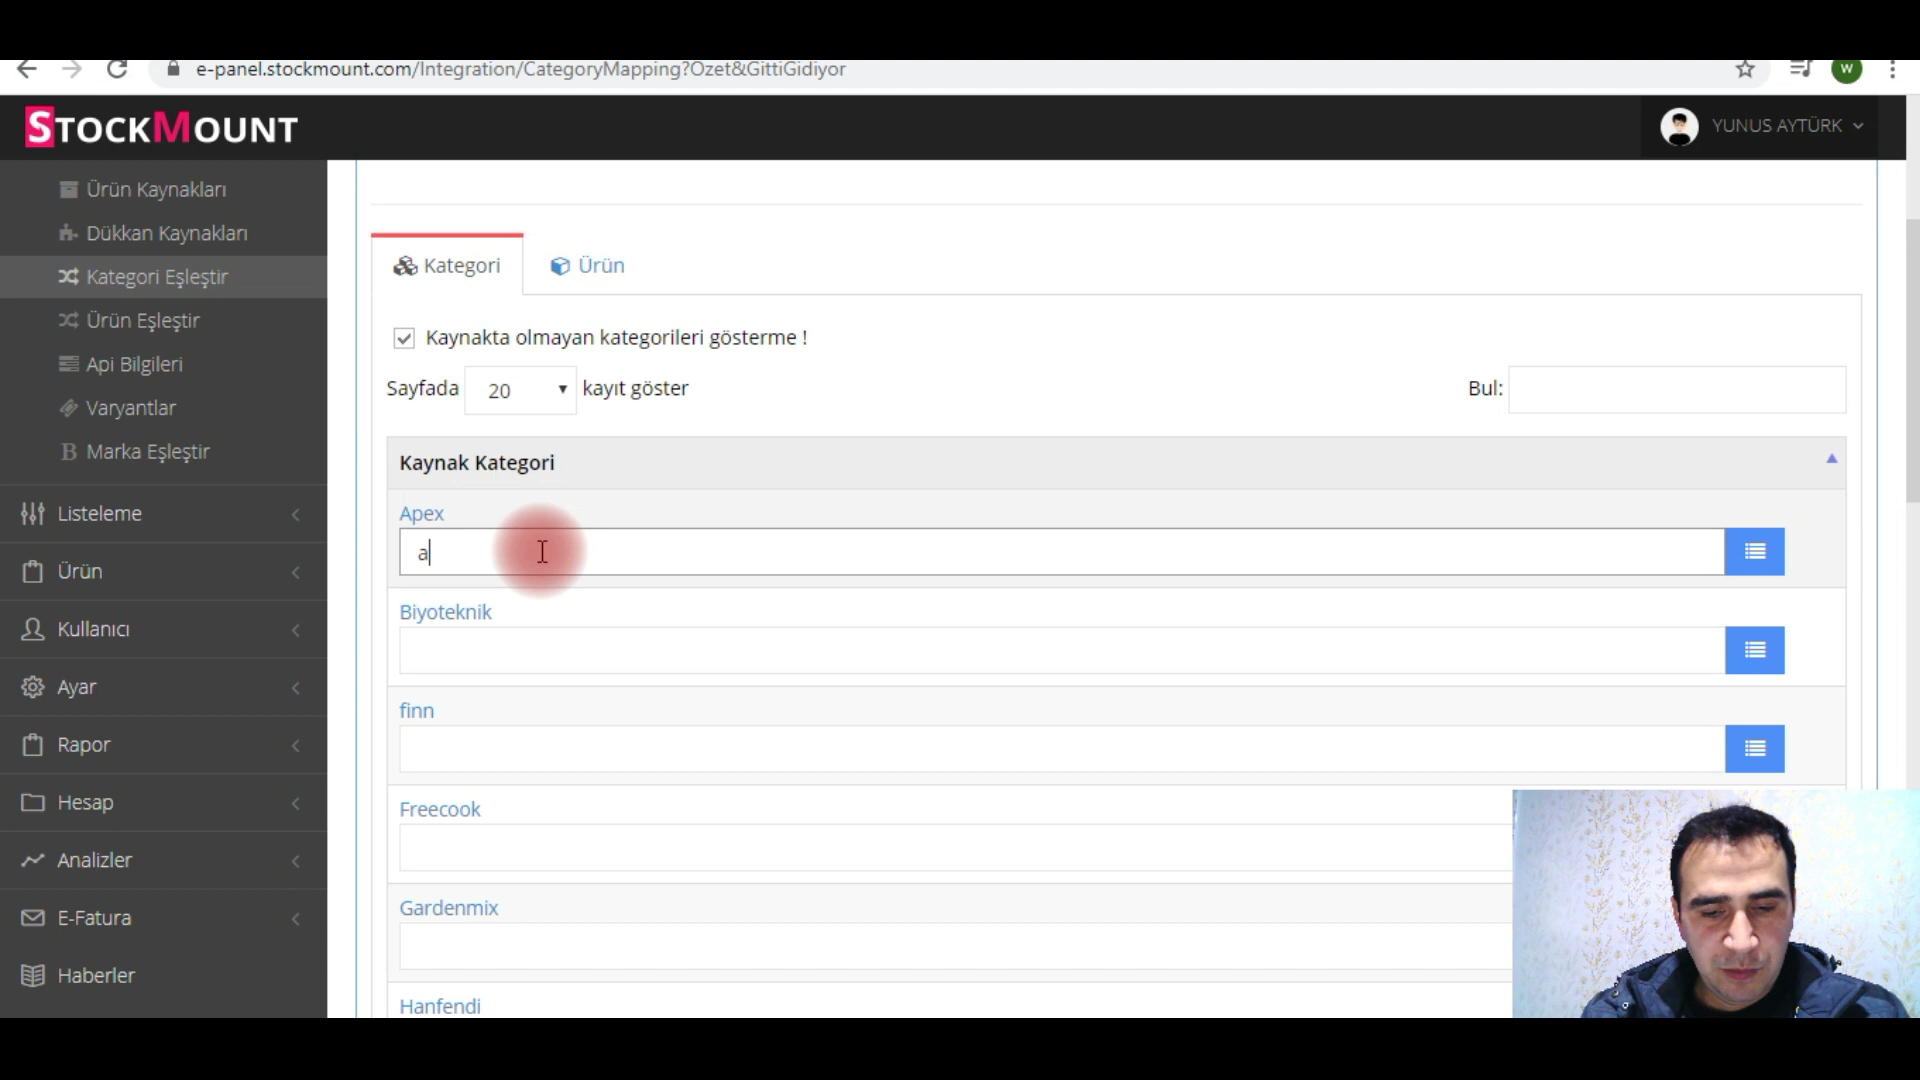 e-panel.stockmount.com/Integration/CategoryMapping?Ozet&GittiGidiyor
W
STOCKMOUNT
YUNUS AYTÜRK
Ürün Kaynakları
Dükkan Kaynakları
Kategori Eşleştir
Ürün Eşleştir
Api Bilgileri
Varyantlar
B Marka Eşleştir
Listeleme
Ürün
Kullanıcı
Ayar
Rapor
Hesap
Analizler
E-Fatura
Haberler
Kategori
Ürün
Kaynakta olmayan kategorileri gösterme !
Sayfada 20 kayıt göster
Bul:
Kaynak Kategori
Apex
a
Biyoteknik
finn
Freecook
Gardenmix
Hanfendi